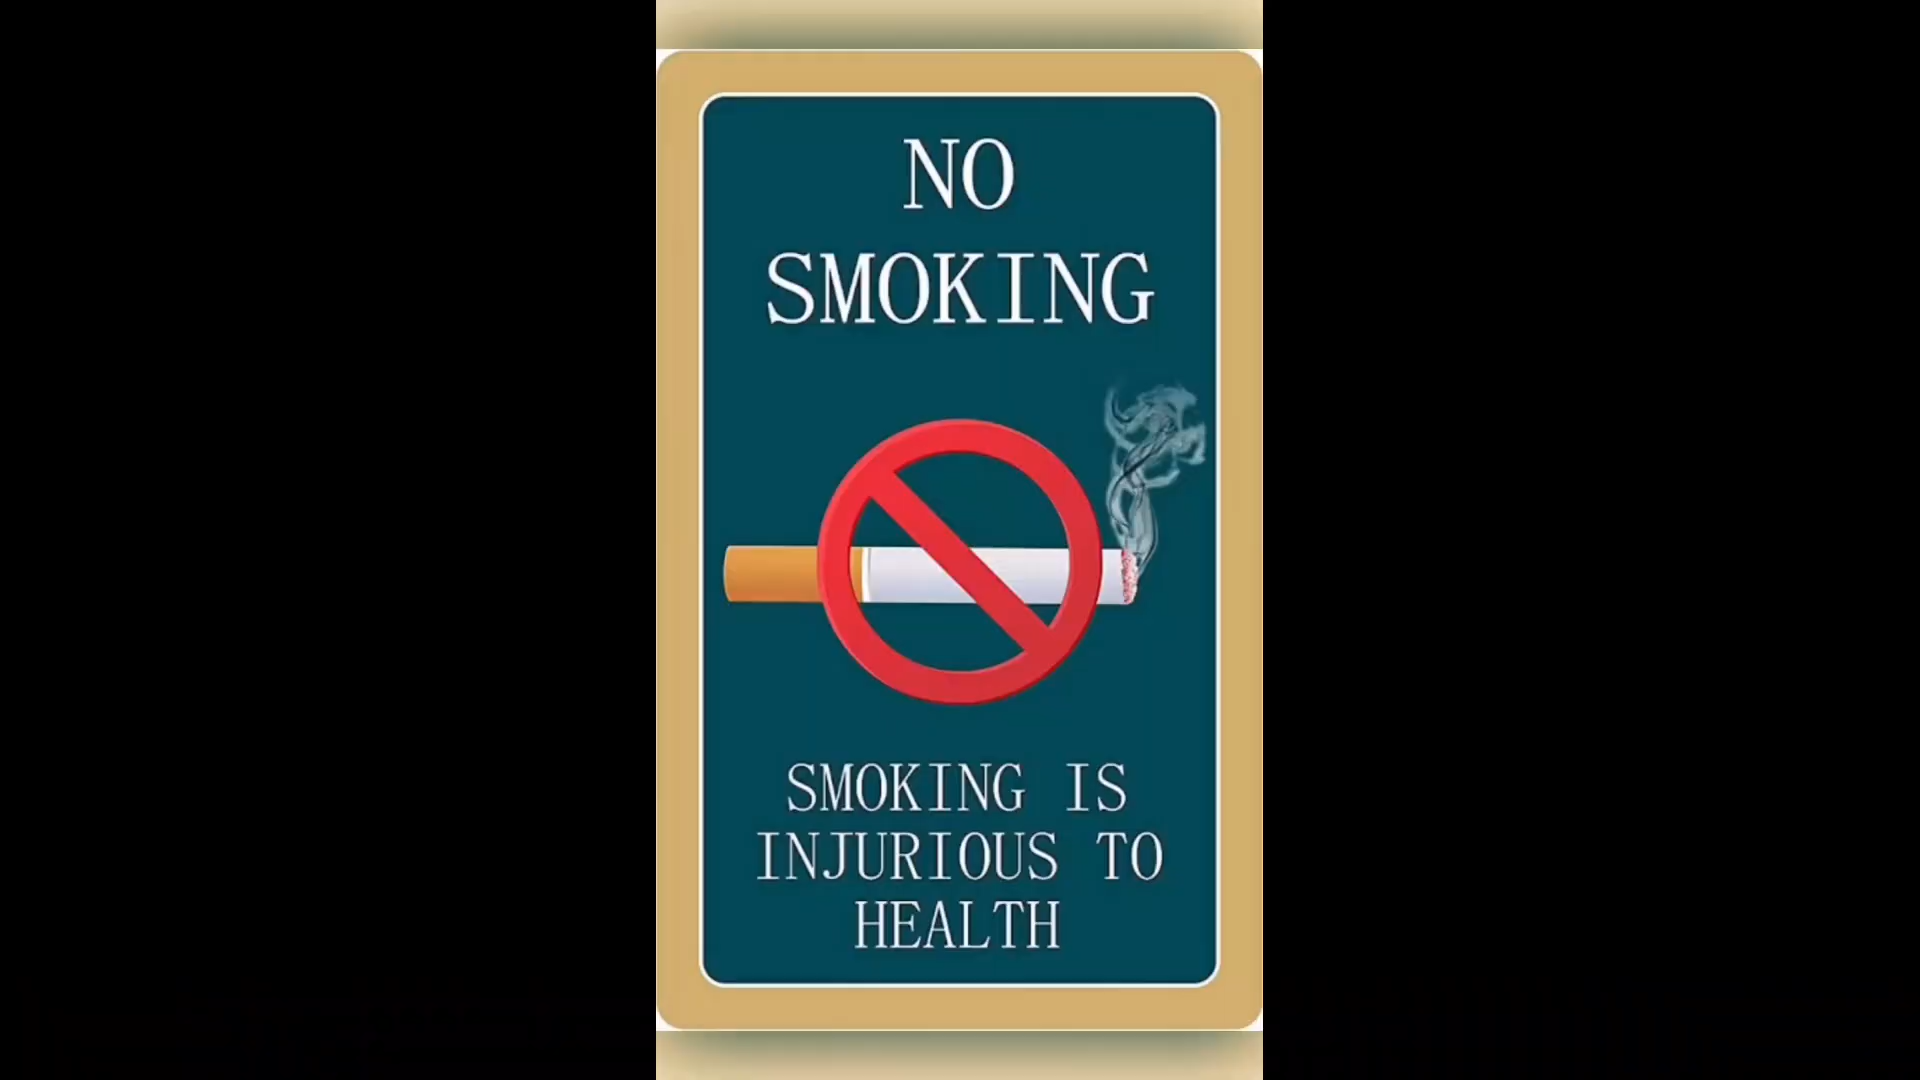 NO
SMOKING
SMOKING IS
INJURIOUS TO
HEALTH